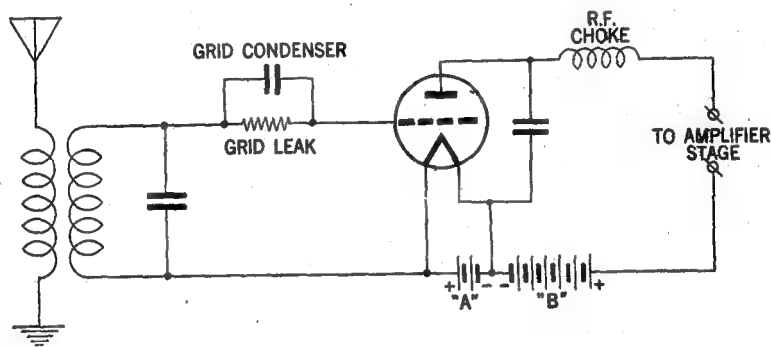 R.F.
CHOKE
GRID CONDENSER
GRID LEAK
TO AMPLIFIER
STAGE
+ - - +
"A" "B"